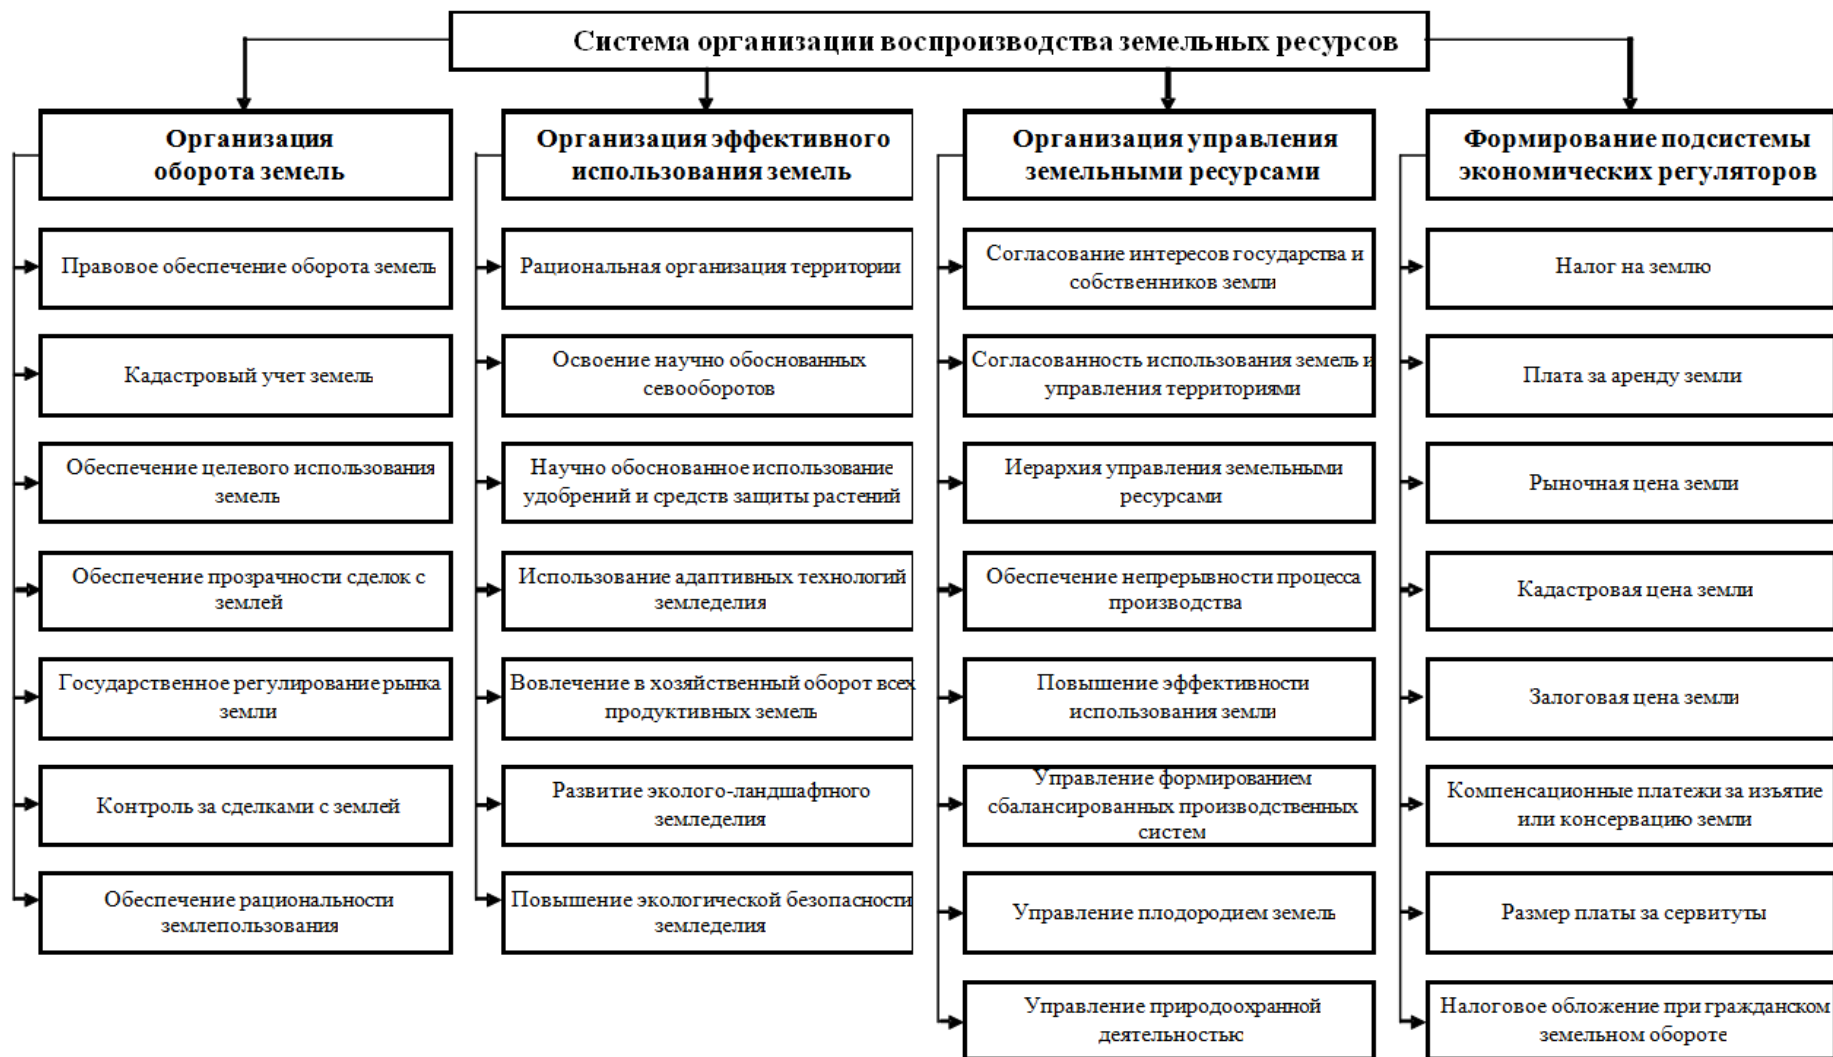 Система организации воспроизводства земельных ресурсов
Организация
оборота земель
Правовое обеспечение оборота земель
Кадастровый учет земель
Обеспечение целевого использования
земель
Обеспечение прозрачности сделок с
землей
Государственное регулирование рынка
земли
Контроль за сделками с землей
Обеспечение рациональности
землепользования
Организация эффективного
использования земель
Рациональная организация территории
Освоение научно обоснованных
севооборотов
Научно обоснованное использование
удобрений и средств защиты растений
Использование адаптивных технологий
земледелия
Вовлечение в хозяйственный оборот всех
продуктивных земель
Развитие эколого-ландшафтного
земледелия
Повышение экологической безопасности
земледелия
Организация управления
земельными ресурсами
Согласование интересов государства и
собственников земли
Согласованность использования земель и
управления территориями
Иерархия управления земельными
ресурсами
Обеспечение непрерывности процесса
производства
Повышение эффективности
использования земли
Управление формированием
сбалансированных производственных
систем
Управление плодородием земель
Управление природоохранной
деятельностью
Формирование подсистемы
экономических регуляторов
Налог на землю
Плата за аренду земли
Рыночная цена земли
Кадастровая цена земли
Залоговая цена земли
Компенсационные платежи за изъятие
или консервацию земли
Размер платы за сервитуты
Налоговое обложение при гражданском
земельном обороте